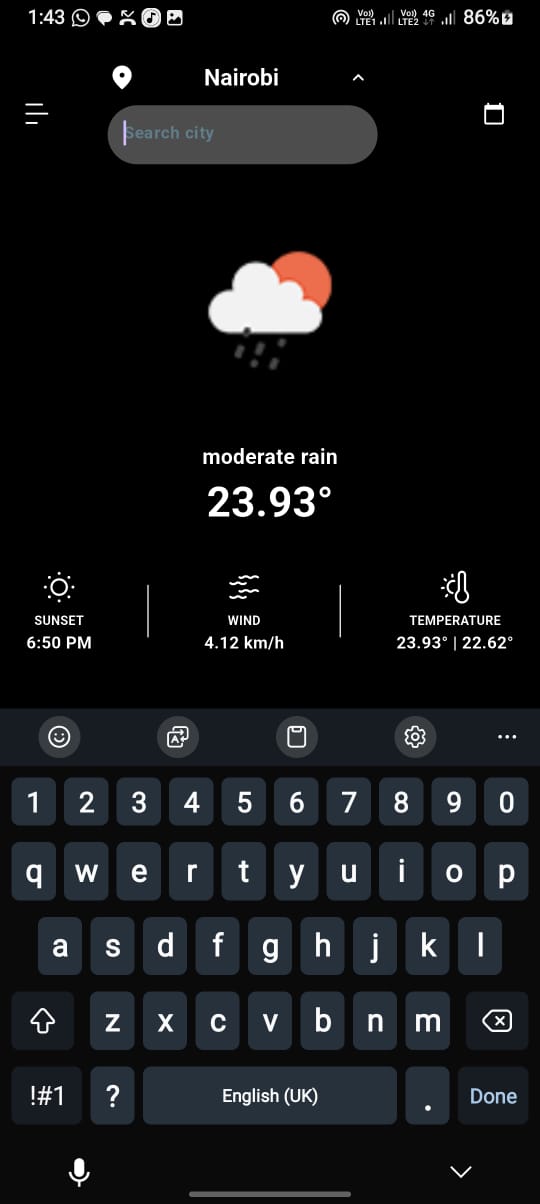 1:43 Vo)) LTE1 Vo)) LTE2 4G 86%
Nairobi
Search city
moderate rain
23.93°
SUNSET WIND TEMPERATURE
6:50 PM 4.12 km/h 23.93° | 22.62°
1 2 3 4 5 6 7 8 9 0
q w e r t y u i o p
a s d f g h j k l
z x c v b n m
!#1 ? English (UK) . Done